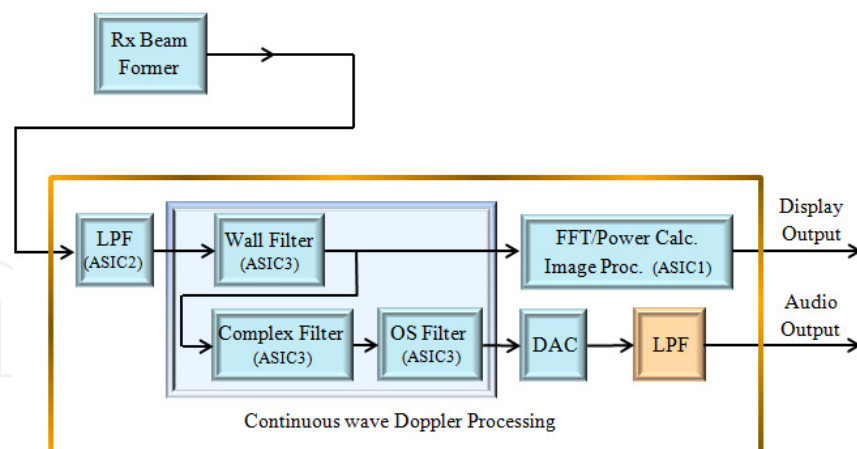 Rx Beam
Former
LPF
(ASIC2)
Wall Filter
(ASIC3)
FFT/Power Calc.
Image Proc. (ASIC1)
Display
Output
Complex Filter
(ASIC3)
OS Filter
(ASIC3)
DAC
LPF
Audio
Output
Continuous wave Doppler Processing